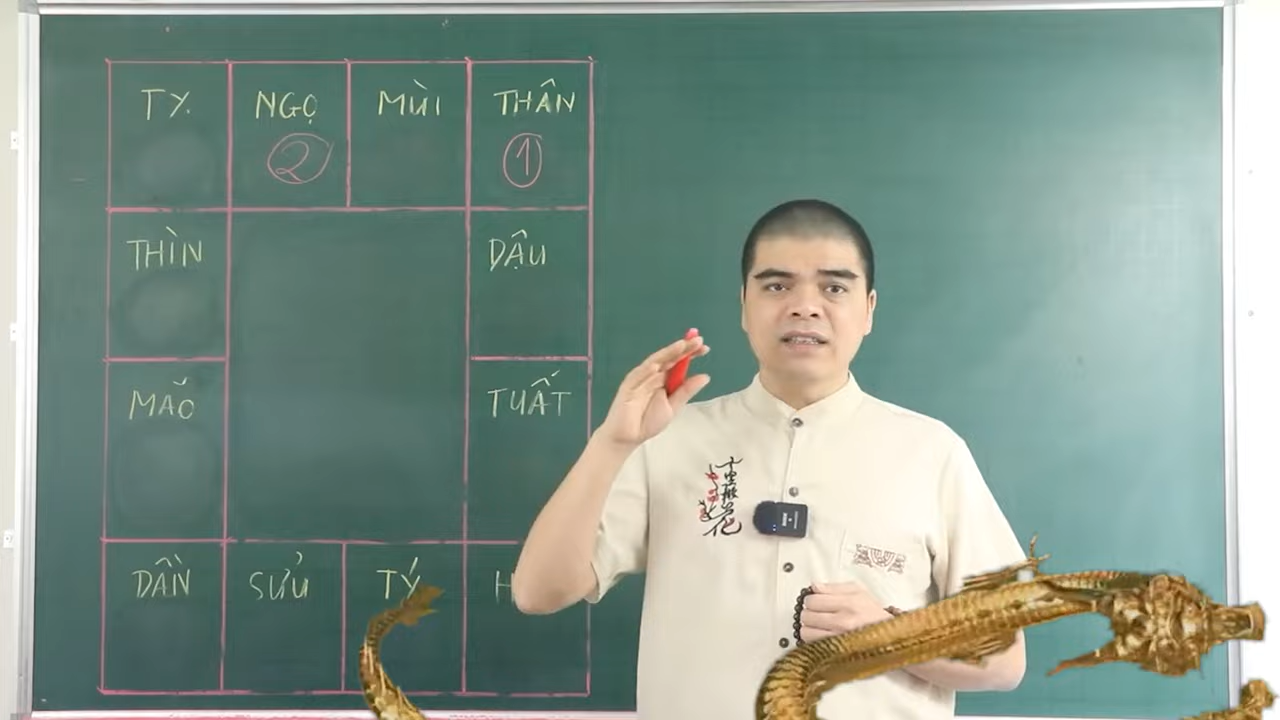 TỴ NGỌ MÙI THÂN
② ①
THÌN DẬU
MÃO TUẤT
DẦN SỬU TÝ H